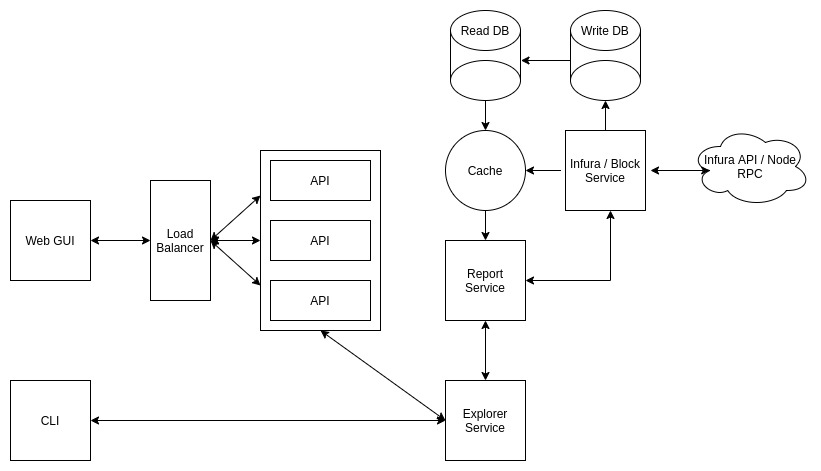 Read DB
Write DB
Cache
Infura / Block
Service
Infura API / Node
RPC
API
API
API
Load
Balancer
Web GUI
Report
Service
CLI
Explorer
Service